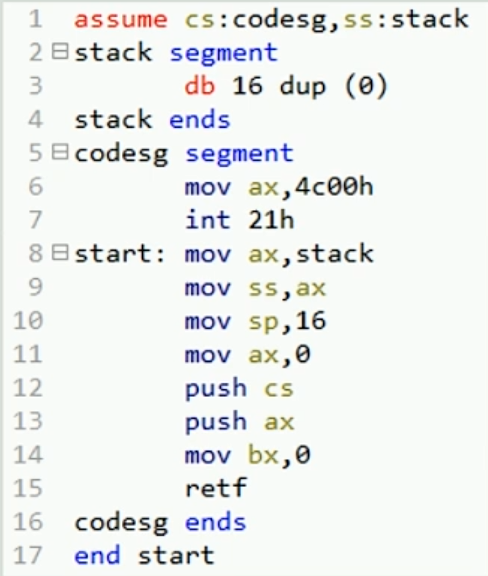 1 assume cs:codesg,ss:stack
2 stack segment
3 db 16 dup (0)
4 stack ends
5 codesg segment
6 mov ax,4c00h
7 int 21h
8 start: mov ax,stack
9 mov ss,ax
10 mov sp,16
11 mov ax,0
12 push cs
13 push ax
14 mov bx,0
15 retf
16 codesg ends
17 end start